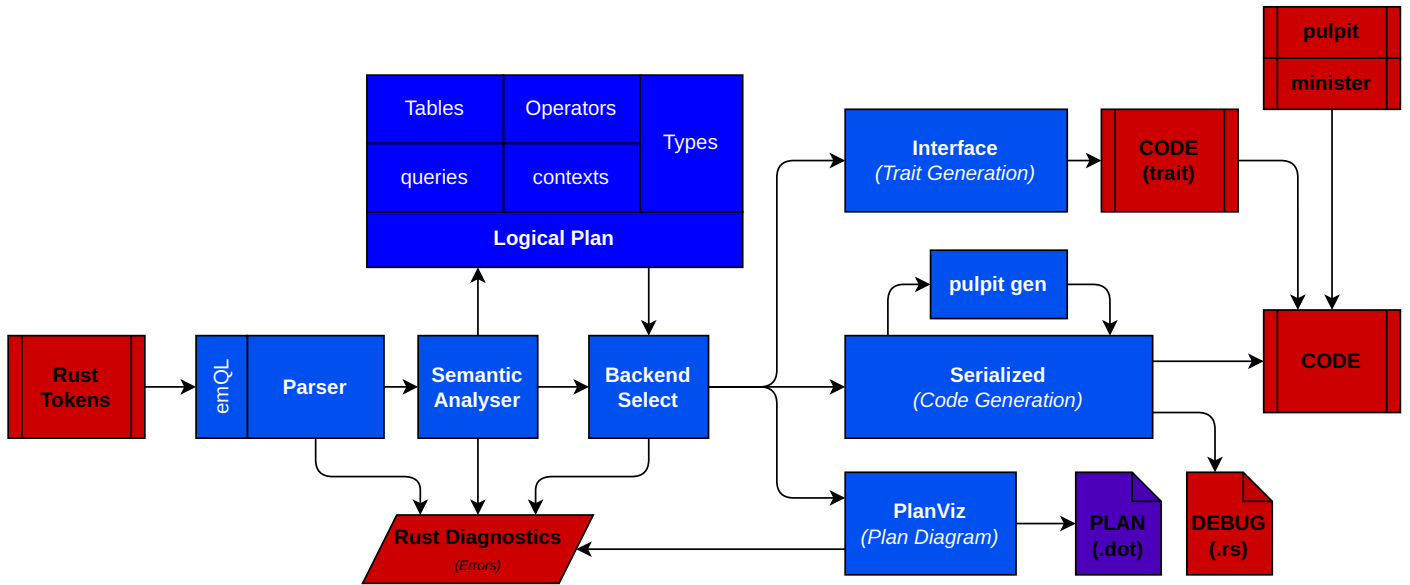 pulpit
minister
Tables
Operators
Types
queries
contexts
Logical Plan
Interface
(Trait Generation)
CODE
(trait)
pulpit gen
Rust
Tokens
emQL
Parser
Semantic
Analyser
Backend
Select
Serialized
(Code Generation)
CODE
PlanViz
(Plan Diagram)
PLAN
(.dot)
DEBUG
(.rs)
Rust Diagnostics
(Errors)